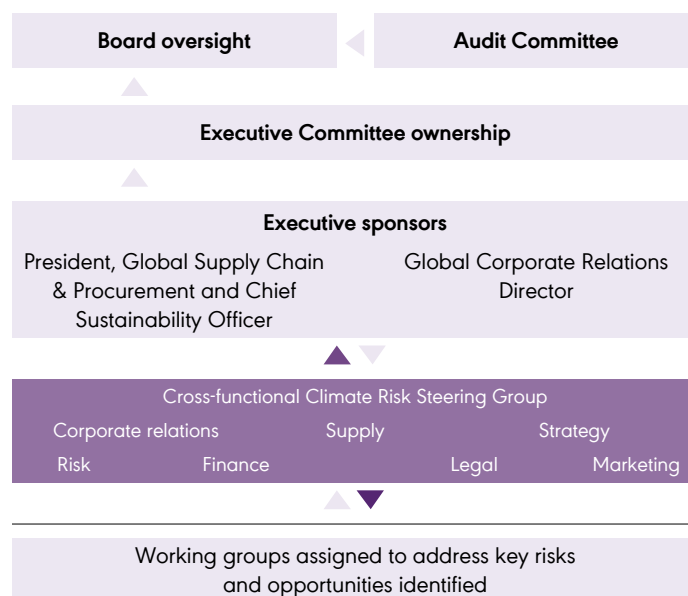 Board oversight
Audit Committee
Executive Committee ownership
Executive sponsors
President, Global Supply Chain
& Procurement and Chief
Sustainability Officer
Global Corporate Relations
Director
Cross-functional Climate Risk Steering Group
Corporate relations Supply Strategy
Risk Finance Legal Marketing
Working groups assigned to address key risks
and opportunities identified